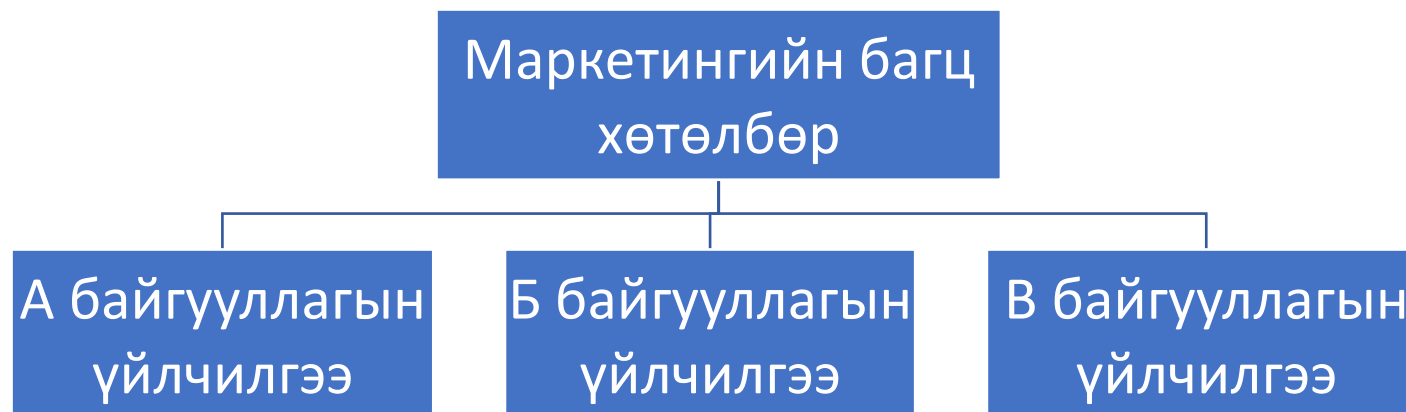 Маркетингийн багц
хөтөлбөр
А байгууллагын
үйлчилгээ
Б байгууллагын
үйлчилгээ
В байгууллагын
үйлчилгээ